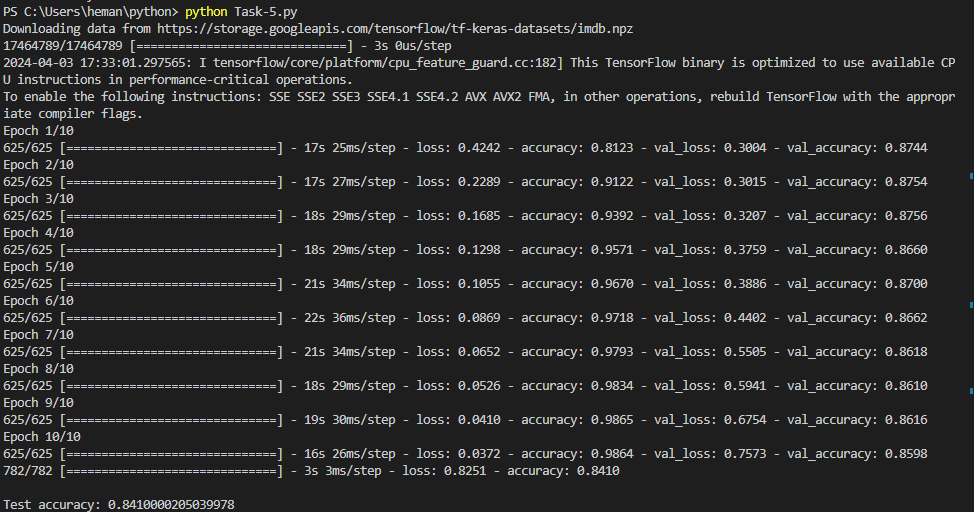 PS C:\Users\heman\python> python Task-5.py
Downloading data from https://storage.googleapis.com/tensorflow/tf-keras-datasets/imdb.npz
17464789/17464789 [==============================] - 3s 0us/step
2024-04-03 17:33:01.297565: I tensorflow/core/platform/cpu_feature_guard.cc:182] This TensorFlow binary is optimized to use available CP
U instructions in performance-critical operations.
To enable the following instructions: SSE SSE2 SSE3 SSE4.1 SSE4.2 AVX AVX2 FMA, in other operations, rebuild TensorFlow with the appropr
iate compiler flags.
Epoch 1/10
625/625 [==============================] - 17s 25ms/step - loss: 0.4242 - accuracy: 0.8123 - val_loss: 0.3004 - val_accuracy: 0.8744
Epoch 2/10
625/625 [==============================] - 17s 27ms/step - loss: 0.2289 - accuracy: 0.9122 - val_loss: 0.3015 - val_accuracy: 0.8754
Epoch 3/10
625/625 [==============================] - 18s 29ms/step - loss: 0.1685 - accuracy: 0.9392 - val_loss: 0.3207 - val_accuracy: 0.8756
Epoch 4/10
625/625 [==============================] - 18s 29ms/step - loss: 0.1298 - accuracy: 0.9571 - val_loss: 0.3759 - val_accuracy: 0.8660
Epoch 5/10
625/625 [==============================] - 21s 34ms/step - loss: 0.1055 - accuracy: 0.9670 - val_loss: 0.3886 - val_accuracy: 0.8700
Epoch 6/10
625/625 [==============================] - 22s 36ms/step - loss: 0.0869 - accuracy: 0.9718 - val_loss: 0.4402 - val_accuracy: 0.8662
Epoch 7/10
625/625 [==============================] - 21s 34ms/step - loss: 0.0652 - accuracy: 0.9793 - val_loss: 0.5505 - val_accuracy: 0.8618
Epoch 8/10
625/625 [==============================] - 18s 29ms/step - loss: 0.0526 - accuracy: 0.9834 - val_loss: 0.5941 - val_accuracy: 0.8610
Epoch 9/10
625/625 [==============================] - 19s 30ms/step - loss: 0.0410 - accuracy: 0.9865 - val_loss: 0.6754 - val_accuracy: 0.8616
Epoch 10/10
625/625 [==============================] - 16s 26ms/step - loss: 0.0372 - accuracy: 0.9864 - val_loss: 0.7573 - val_accuracy: 0.8598
782/782 [==============================] - 3s 3ms/step - loss: 0.8251 - accuracy: 0.8410
Test accuracy: 0.8410000205039978